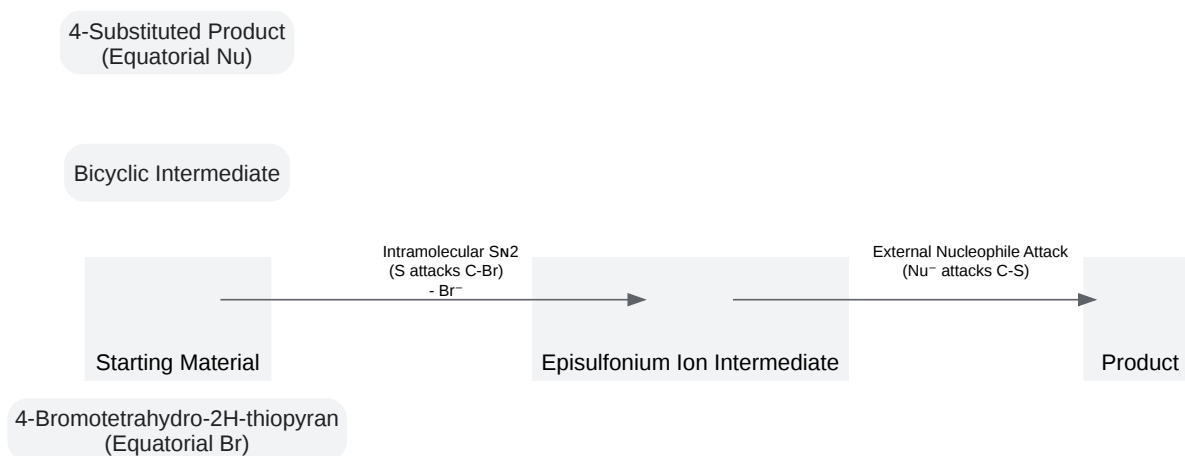 4-Substituted Product
(Equatorial Nu)
Bicyclic Intermediate
Intramolecular Sɴ2
(S attacks C-Br)
- Br⁻
External Nucleophile Attack
(Nu⁻ attacks C-S)
Starting Material
Episulfonium Ion Intermediate
Product
4-Bromotetrahydro-2H-thiopyran
(Equatorial Br)